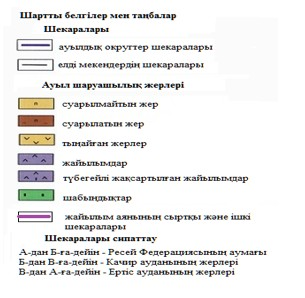 Шартты белгілер мен таңбалар
Шекаралары
ауылдық округтер шекаралары
елді мекендердің шекаралары
Ауыл шаруашылық жерлері
суарылмайтын жер
суарылатын жер
тыңайған жерлер
жайылымдар
түбегейлі жақсартылған жайылымдар
шабындықтар
жайылым аянының сыртқы және ішкі
шекаралары
Шекаралары сипаттау
А-дан Б-ға-дейін - Ресей Федерациясының аумағы
Б-дан В-ға-дейін - Качир ауданының жерлері
В-дан А-ға-дейін - Ертіс ауданының жерлері